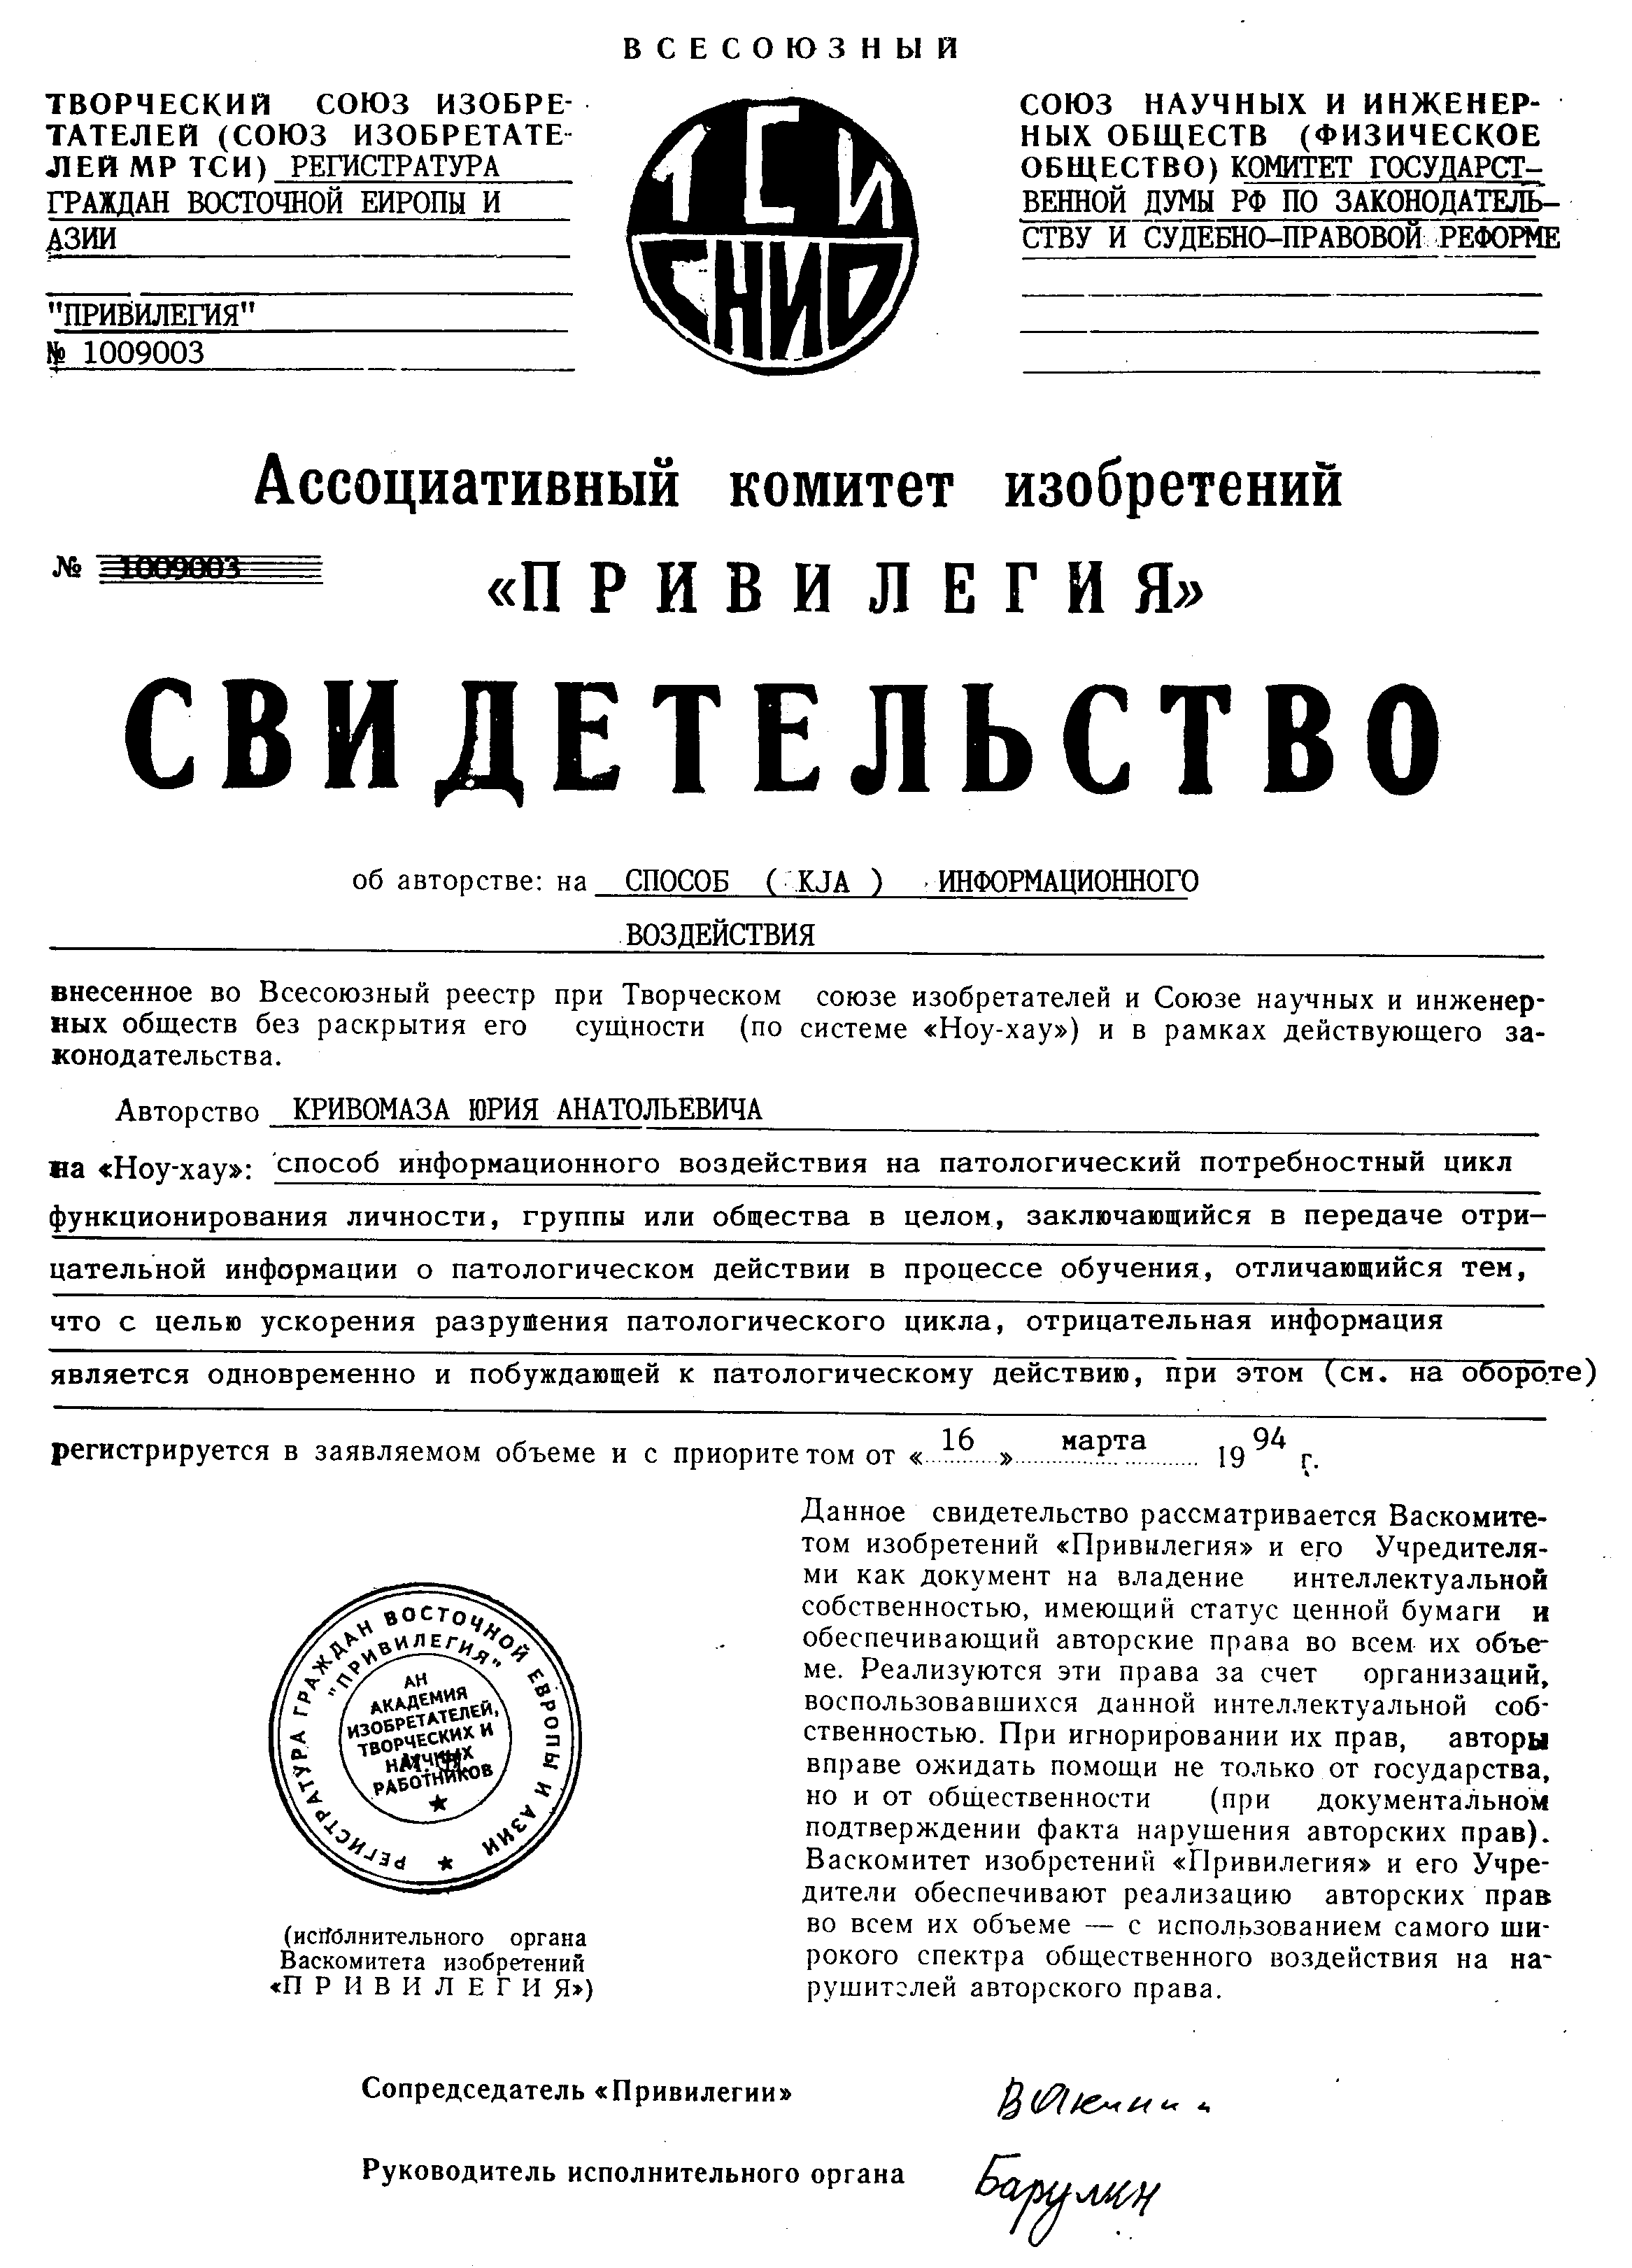 ВСЕСОЮЗНЫЙ
ТВОРЧЕСКИЙ СОЮЗ ИЗОБРЕ-
ТАТЕЛЕЙ (СОЮЗ ИЗОБРЕТАТЕ-
ЛЕЙ МР ТСИ) РЕГИСТРАТУРА
ГРАЖДАН ВОСТОЧНОЙ ЕИРОПЫ И
АЗИИ
"ПРИВИЛЕГИЯ"
№ 1009003
ТСИ
СНИО
СОЮЗ НАУЧНЫХ И ИНЖЕНЕР-
НЫХ ОБЩЕСТВ (ФИЗИЧЕСКОЕ
ОБЩЕСТВО) КОМИТЕТ ГОСУДАРСТ-
ВЕННОЙ ДУМЫ РФ ПО ЗАКОНОДАТЕЛЬ-
СТВУ И СУДЕБНО-ПРАВОВОЙ РЕФОРМЕ
Ассоциативный комитет изобретений
№ 1009003
«ПРИВИЛЕГИЯ»
СВИДЕТЕЛЬСТВО
об авторстве: на СПОСОБ ( KJA ) ИНФОРМАЦИОННОГО
ВОЗДЕЙСТВИЯ
внесенное во Всесоюзный реестр при Творческом союзе изобретателей и Союзе научных и инженер-
ных обществ без раскрытия его сущности (по системе «Ноу-хау») и в рамках действующего за-
конодательства.
Авторство КРИВОМАЗА ЮРИЯ АНАТОЛЬЕВИЧА
на «Ноу-хау»: способ информационного воздействия на патологический потребностный цикл
функционирования личности, группы или общества в целом, заключающийся в передаче отри-
цательной информации о патологическом действии в процессе обучения, отличающийся тем,
что с целью ускорения разрушения патологического цикла, отрицательная информация
является одновременно и побуждающей к патологическому действию, при этом (см. на обороте)
регистрируется в заявляемом объеме и с приоритетом от «16» марта 1994 г.
Данное свидетельство рассматривается Васкомите-
том изобретений «Привилегия» и его Учредителя-
ми как документ на владение интеллектуальной
собственностью, имеющий статус ценной бумаги и
обеспечивающий авторские права во всем их объе-
ме. Реализуются эти права за счет организаций,
воспользовавшихся данной интеллектуальной соб-
ственностью. При игнорировании их прав, авторы
вправе ожидать помощи не только от государства,
но и от общественности (при документальном
подтверждении факта нарушения авторских прав).
Васкомитет изобретений «Привилегия» и его Учре-
дители обеспечивают реализацию авторских прав
во всем их объеме — с использованием самого ши-
рокого спектра общественного воздействия на на-
рушителей авторского права.
РЕГИСТРАТУРА ГРАЖДАН ВОСТОЧНОЙ ЕВРОПЫ И АЗИИ
"ПРИВИЛЕГИЯ"
АН
АКАДЕМИЯ
ИЗОБРЕТАТЕЛЕЙ,
ТВОРЧЕСКИХ И
НАУЧНЫХ
РАБОТНИКОВ
(исполнительного органа
Васкомитета изобретений
«ПРИВИЛЕГИЯ»)
Сопредседатель «Привилегии»
Руководитель исполнительного органа
Барулин